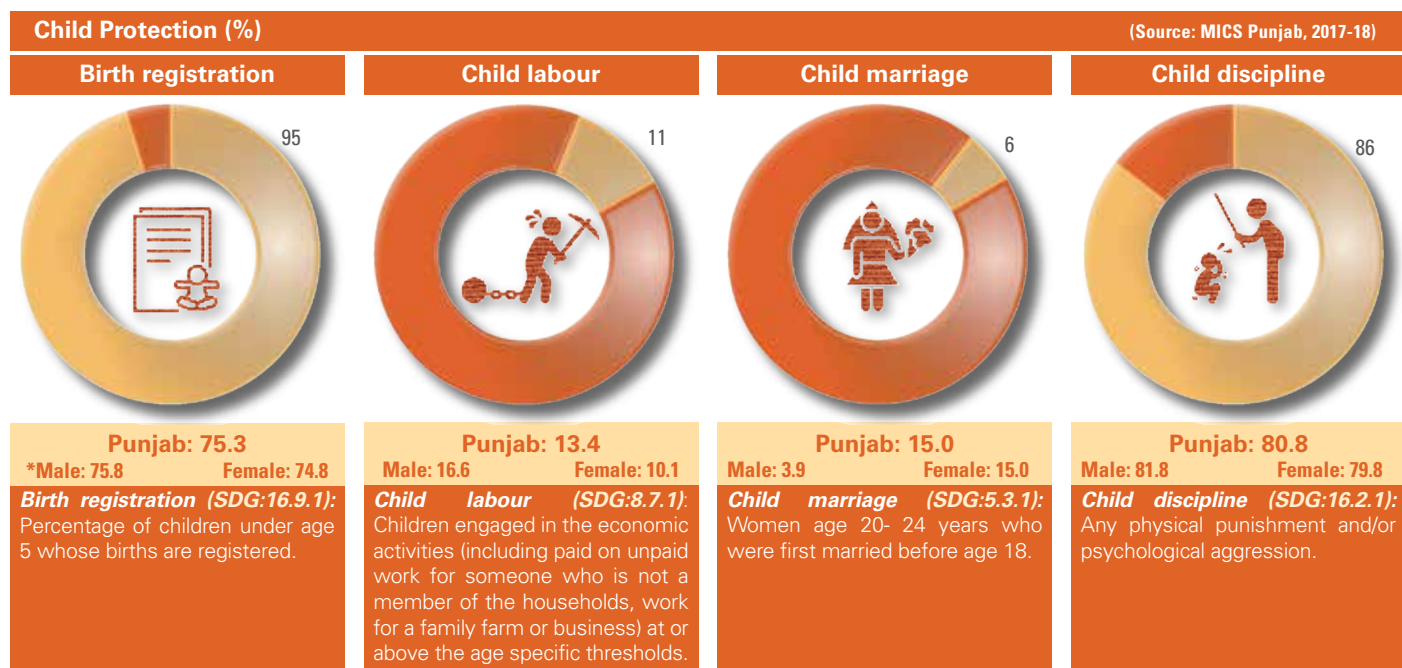 Child Protection (%)
(Source: MICS Punjab, 2017-18)
Birth registration
95
Punjab: 75.3
*Male: 75.8 Female: 74.8
Birth registration (SDG:16.9.1):
Percentage of children under age
5 whose births are registered.
Child labour
11
Punjab: 13.4
Male: 16.6 Female: 10.1
Child labour (SDG:8.7.1):
Children engaged in the economic
activities (including paid on unpaid
work for someone who is not a
member of the households, work
for a family farm or business) at or
above the age specific thresholds.
Child marriage
6
Punjab: 15.0
Male: 3.9 Female: 15.0
Child marriage (SDG:5.3.1):
Women age 20- 24 years who
were first married before age 18.
Child discipline
86
Punjab: 80.8
Male: 81.8 Female: 79.8
Child discipline (SDG:16.2.1):
Any physical punishment and/or
psychological aggression.